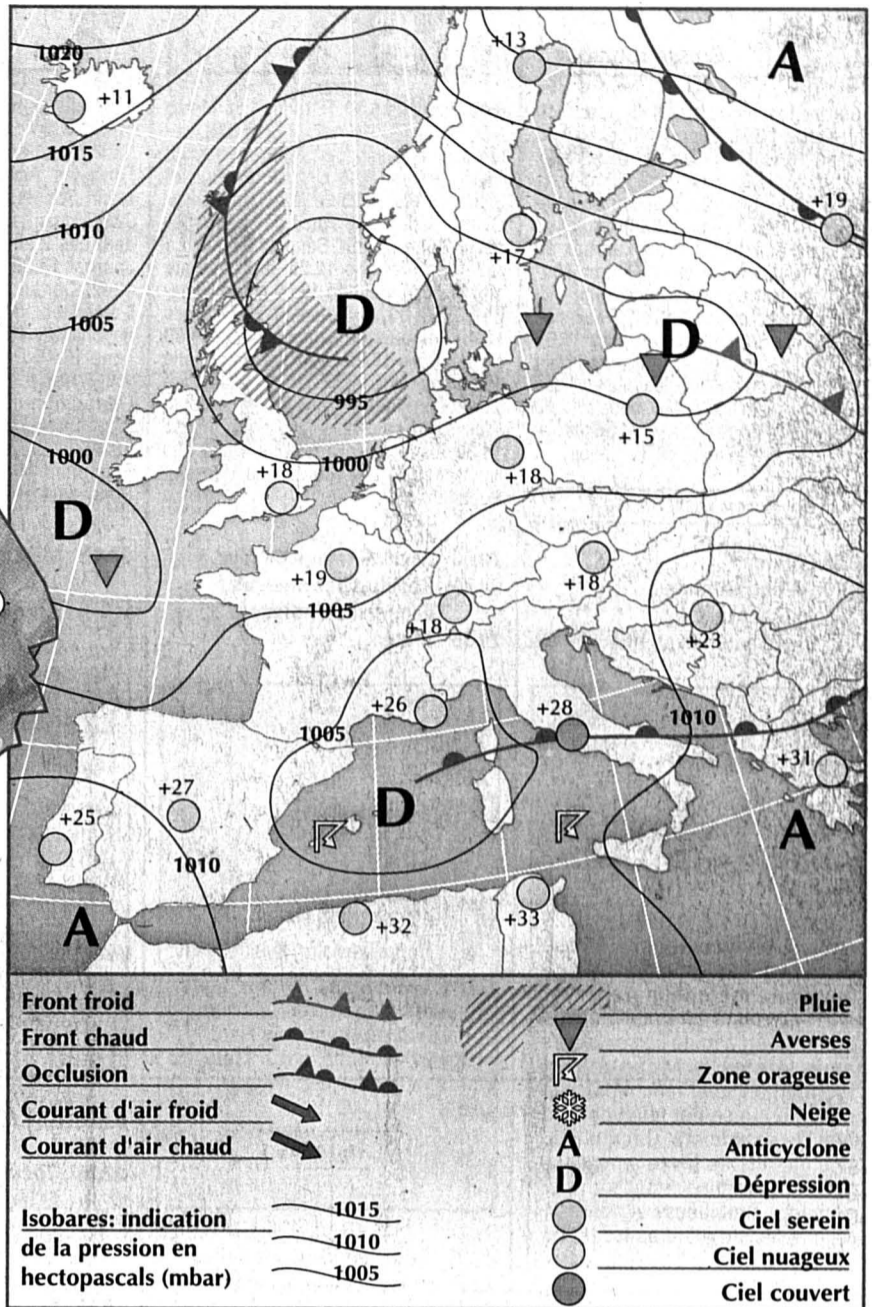 1020
+13
A
+11
1015
+19
1010
+17
D
D
1005
995
+15
1000
1000
+18
+18
D
+19
+18
1005
+18
+23
+26
+28
1010
1005
+31
+27
D
+25
A
1010
A
+32
+33
Front froid
Front chaud
Occlusion
Courant d'air froid
Courant d'air chaud
Isobares: indication
de la pression en
hectopascals (mbar)
1015
1010
1005
Pluie
Averses
Zone orageuse
Neige
A Anticyclone
D Dépression
Ciel serein
Ciel nuageux
Ciel couvert